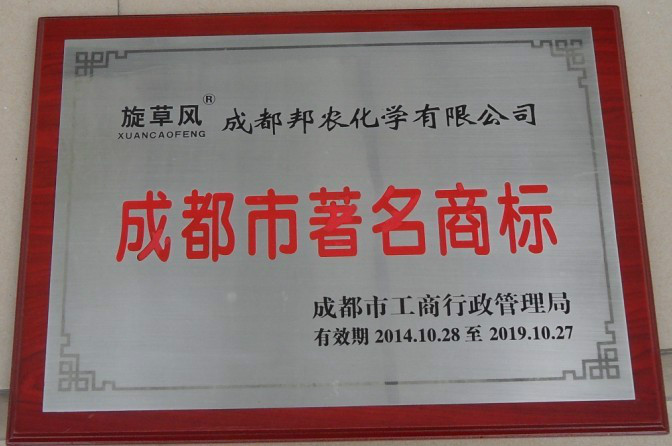 旋草风® 成都邦农化学有限公司
XUANCAOFENG
成都市著名商标
成都市工商行政管理局
有效期 2014.10.28 至 2019.10.27